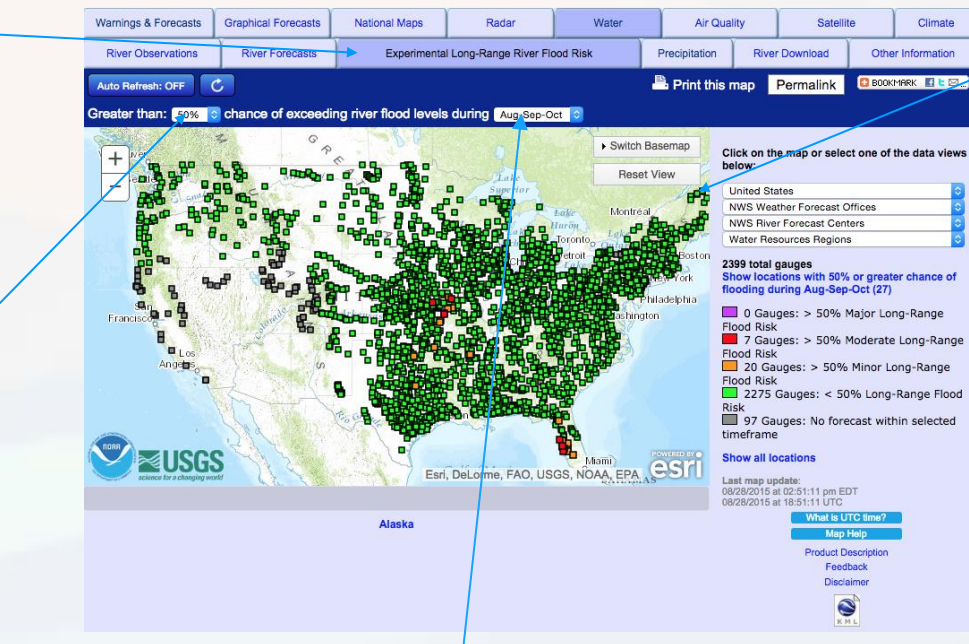 Warnings & Forecasts Graphical Forecasts National Maps Radar Water Air Quality Satellite Climate
River Observations River Forecasts Experimental Long-Range River Flood Risk Precipitation River Download Other Information
Auto Refresh: OFF Print this map Permalink BOOKMARK
Greater than: 50% chance of exceeding river flood levels during Aug-Sep-Oct
+
−
Switch Basemap
Reset View
GREAT
Lake
Superior
Lake
Huron
Montreal
Toronto
Boston
Philadelphia
San
Francisco
Los
Angeles
Colorado
Rio Grande
Miami
NOAA
USGS
science for a changing world
Esri, DeLorme, FAO, USGS, NOAA, EPA
POWERED BY
esri
Alaska
Click on the map or select one of the data views
below:
United States
NWS Weather Forecast Offices
NWS River Forecast Centers
Water Resources Regions
2399 total gauges
Show locations with 50% or greater chance of
flooding during Aug-Sep-Oct (27)
0 Gauges: > 50% Major Long-Range
Flood Risk
7 Gauges: > 50% Moderate Long-Range
Flood Risk
20 Gauges: > 50% Minor Long-Range
Flood Risk
2275 Gauges: < 50% Long-Range Flood
Risk
97 Gauges: No forecast within selected
timeframe
Show all locations
Last map update:
08/28/2015 at 02:51:11 pm EDT
08/28/2015 at 18:51:11 UTC
What is UTC time?
Map Help
Product Description
Feedback
Disclaimer
KML